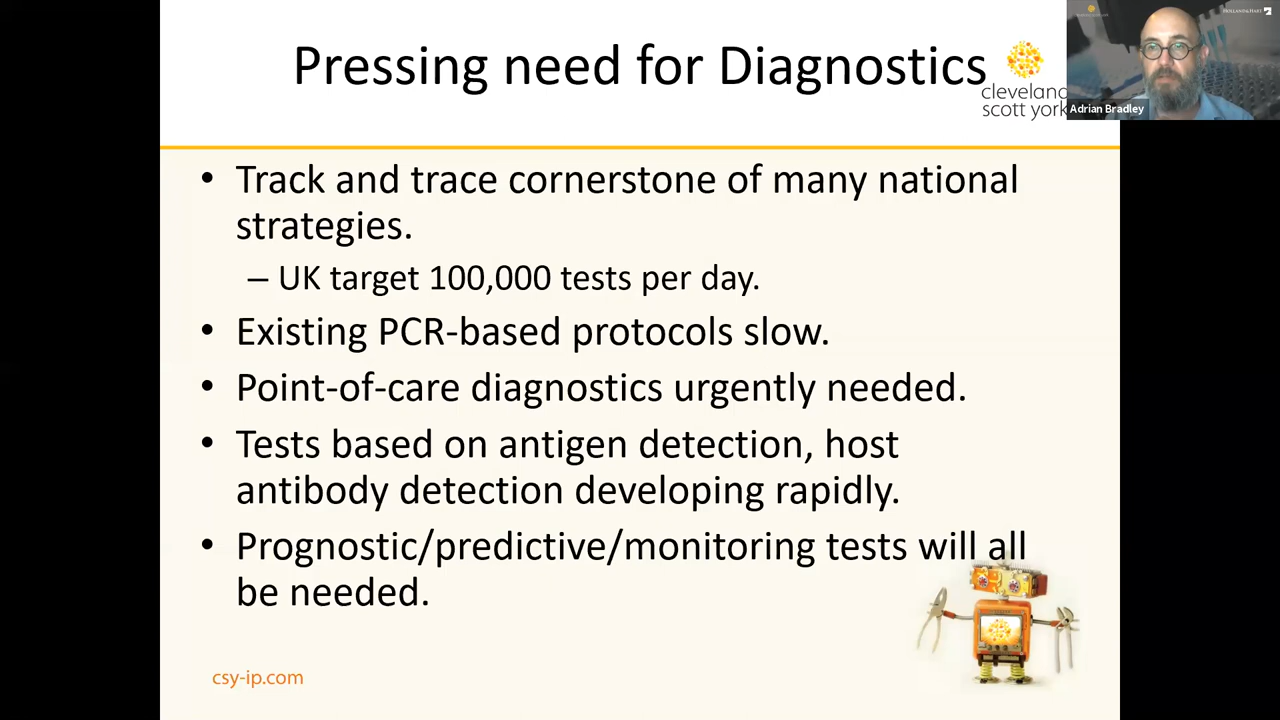 Pressing need for Diagnostics
cleveland
scott york
HOLLAND&HART
Adrian Bradley
• Track and trace cornerstone of many national
strategies.
– UK target 100,000 tests per day.
• Existing PCR-based protocols slow.
• Point-of-care diagnostics urgently needed.
• Tests based on antigen detection, host
antibody detection developing rapidly.
• Prognostic/predictive/monitoring tests will all
be needed.
csy-ip.com